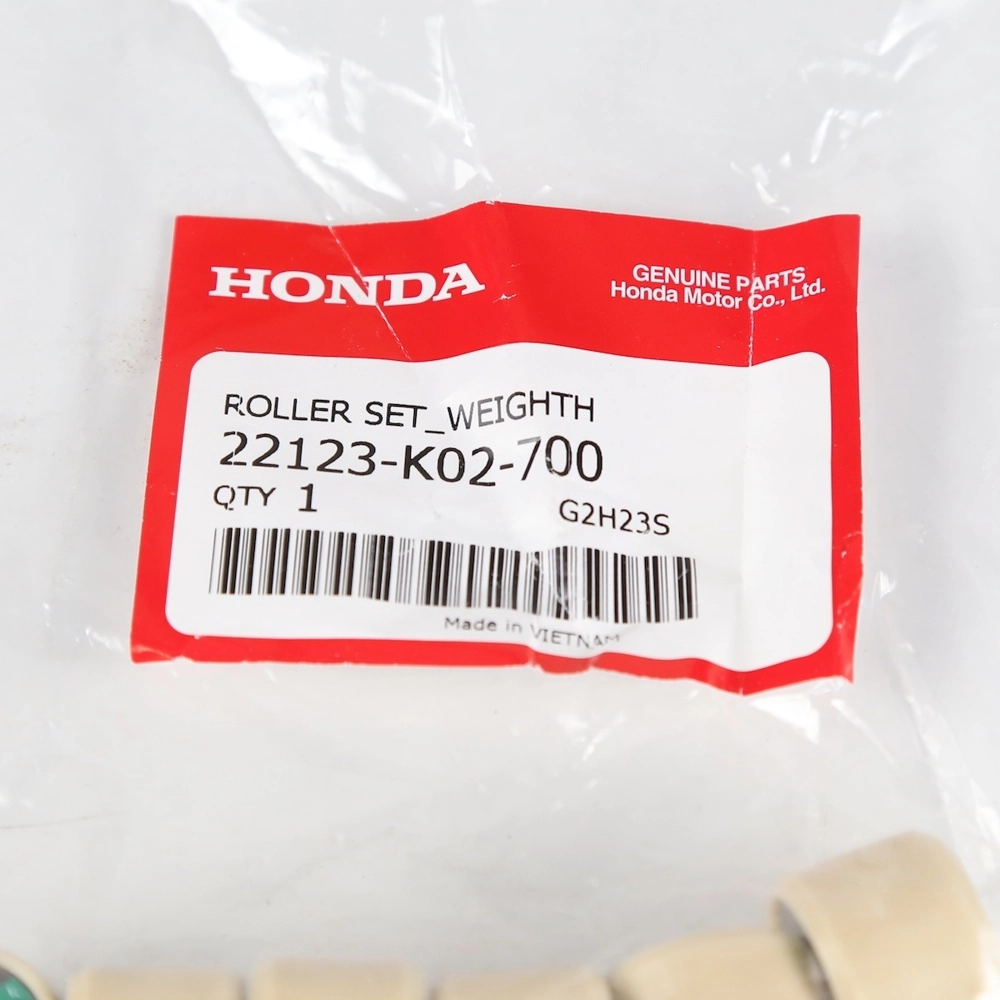 HONDA
GENUINE PARTS
Honda Motor Co., Ltd.
ROLLER SET_WEIGHTH
22123-K02-700
QTY 1
G2H23S
Made in VIETNAM